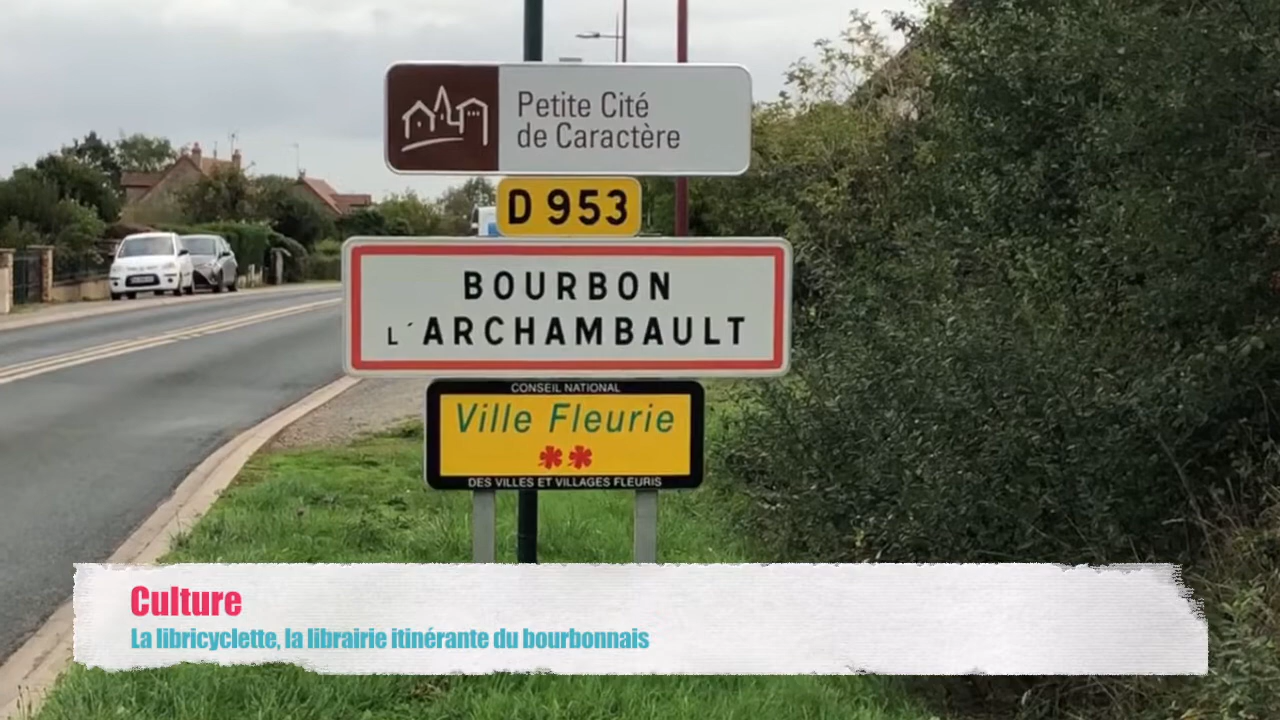 Petite Cité
de Caractère
D 953
BOURBON
L'ARCHAMBAULT
CONSEIL NATIONAL
Ville Fleurie
DES VILLES ET VILLAGES FLEURIS
Culture
La libricyclette, la librairie itinérante du bourbonnais